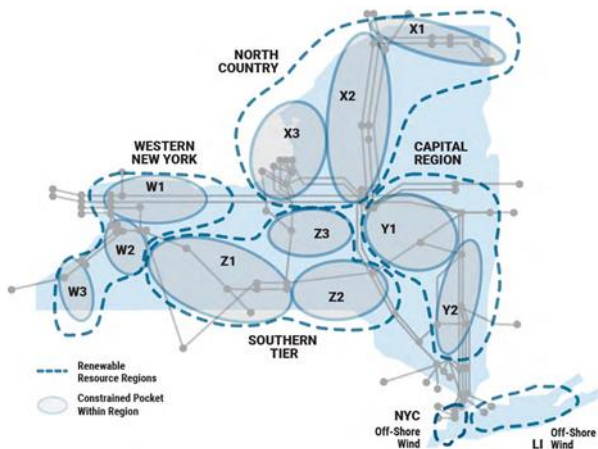 X1
NORTH
COUNTRY
X2
X3
WESTERN
NEW YORK
CAPITAL
REGION
W1
W2
W3
Z1
Z3
Y1
Z2
Y2
SOUTHERN
TIER
Renewable
Resource Regions
Constrained Pocket
Within Region
NYC
Off-Shore
Wind
LI
Off-Shore
Wind